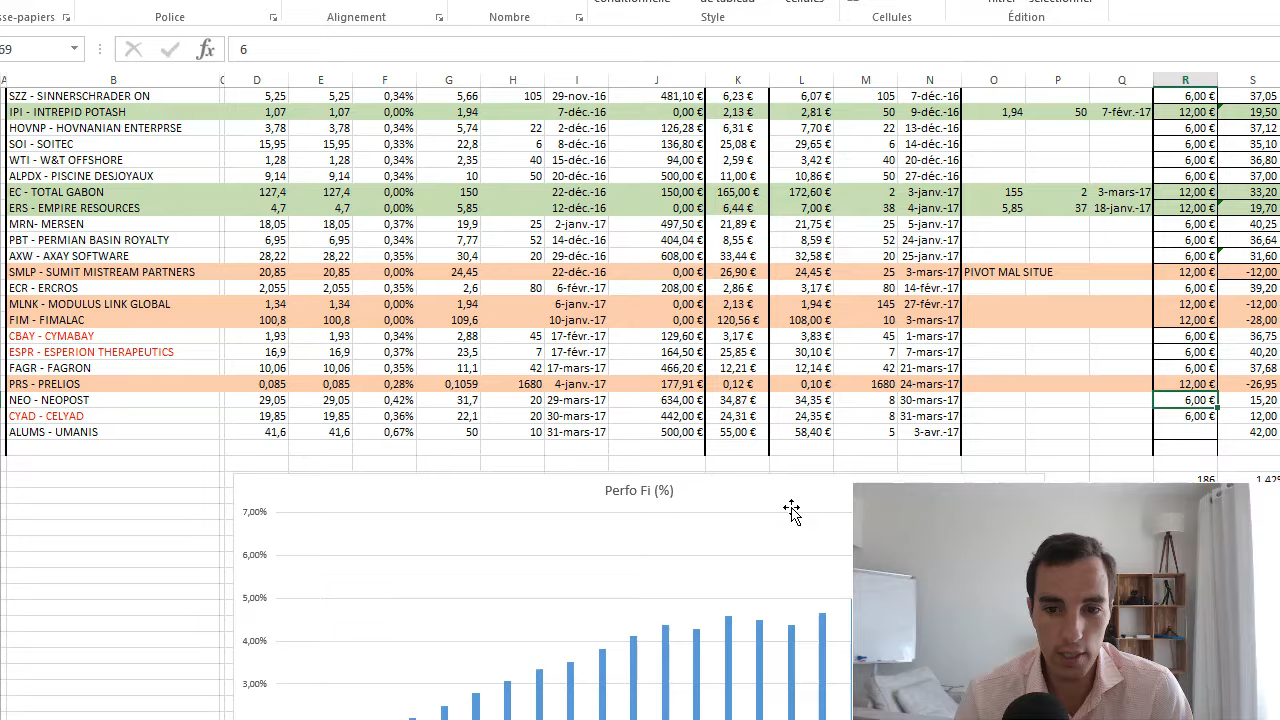 sse-papiers Police Alignement Nombre Style Cellules Édition
69 fx 6
A B C D E F G H I J K L M N O P Q R S
SZZ - SINNERSCHRADER ON 5,25 5,25 0,34% 5,66 105 29-nov.-16 481,10 € 6,23 € 6,07 € 105 7-déc.-16 6,00 € 37,05
IPI - INTREPID POTASH 1,07 1,07 0,00% 1,94 7-déc.-16 0,00 € 2,13 € 2,81 € 50 9-déc.-16 1,94 50 7-févr.-17 12,00 € 19,50
HOVNP - HOVNANIAN ENTERPRSE 3,78 3,78 0,35% 5,74 22 2-déc.-16 126,28 € 6,31 € 7,70 € 22 13-déc.-16 6,00 € 37,12
SOI - SOITEC 15,95 15,95 0,33% 22,8 6 8-déc.-16 136,80 € 25,08 € 29,65 € 6 14-déc.-16 6,00 € 35,10
WTI - W&T OFFSHORE 1,28 1,28 0,34% 2,35 40 15-déc.-16 94,00 € 2,59 € 3,42 € 40 20-déc.-16 6,00 € 36,80
ALPDX - PISCINE DESJOYAUX 9,14 9,14 0,34% 10 50 20-déc.-16 500,00 € 11,00 € 10,86 € 50 27-déc.-16 6,00 € 37,00
EC - TOTAL GABON 127,4 127,4 0,00% 150 22-déc.-16 150,00 € 165,00 € 172,60 € 2 3-janv.-17 155 2 3-mars-17 12,00 € 33,20
ERS - EMPIRE RESOURCES 4,7 4,7 0,00% 5,85 12-déc.-16 0,00 € 6,44 € 7,00 € 38 4-janv.-17 5,85 37 18-janv.-17 12,00 € 19,70
MRN- MERSEN 18,05 18,05 0,37% 19,9 25 2-janv.-17 497,50 € 21,89 € 21,75 € 25 5-janv.-17 6,00 € 40,25
PBT - PERMIAN BASIN ROYALTY 6,95 6,95 0,34% 7,77 52 14-déc.-16 404,04 € 8,55 € 8,59 € 52 24-janv.-17 6,00 € 36,64
AXW - AXAY SOFTWARE 28,22 28,22 0,35% 30,4 20 29-déc.-16 608,00 € 33,44 € 32,58 € 20 25-janv.-17 6,00 € 31,60
SMLP - SUMIT MISTREAM PARTNERS 20,85 20,85 0,00% 24,45 22-déc.-16 0,00 € 26,90 € 24,45 € 25 3-mars-17 PIVOT MAL SITUE 12,00 € -12,00
ECR - ERCROS 2,055 2,055 0,35% 2,6 80 6-févr.-17 208,00 € 2,86 € 3,17 € 80 14-févr.-17 6,00 € 39,20
MLNK - MODULUS LINK GLOBAL 1,34 1,34 0,00% 1,94 6-janv.-17 0,00 € 2,13 € 1,94 € 145 27-févr.-17 12,00 € -12,00
FIM - FIMALAC 100,8 100,8 0,00% 109,6 10-janv.-17 0,00 € 120,56 € 108,00 € 10 3-mars-17 12,00 € -28,00
CBAY - CYMABAY 1,93 1,93 0,34% 2,88 45 17-févr.-17 129,60 € 3,17 € 3,83 € 45 1-mars-17 6,00 € 36,75
ESPR - ESPERION THERAPEUTICS 16,9 16,9 0,37% 23,5 7 17-févr.-17 164,50 € 25,85 € 30,10 € 7 7-mars-17 6,00 € 40,20
FAGR - FAGRON 10,06 10,06 0,35% 11,1 42 17-mars-17 466,20 € 12,21 € 12,14 € 42 21-mars-17 6,00 € 37,68
PRS - PRELIOS 0,085 0,085 0,28% 0,1059 1680 4-janv.-17 177,91 € 0,12 € 0,10 € 1680 24-mars-17 12,00 € -26,95
NEO - NEOPOST 29,05 29,05 0,42% 31,7 20 29-mars-17 634,00 € 34,87 € 34,35 € 20 30-mars-17 6,00 € 15,20
CYAD - CELYAD 19,85 19,85 0,36% 22,1 20 30-mars-17 442,00 € 24,31 € 24,35 € 8 31-mars-17 6,00 € 12,00
ALUMS - UMANIS 41,6 41,6 0,67% 50 10 31-mars-17 500,00 € 55,00 € 58,40 € 5 3-avr.-17 42,00
186
Perfo Fi (%)
7,00%
6,00%
5,00%
4,00%
3,00%